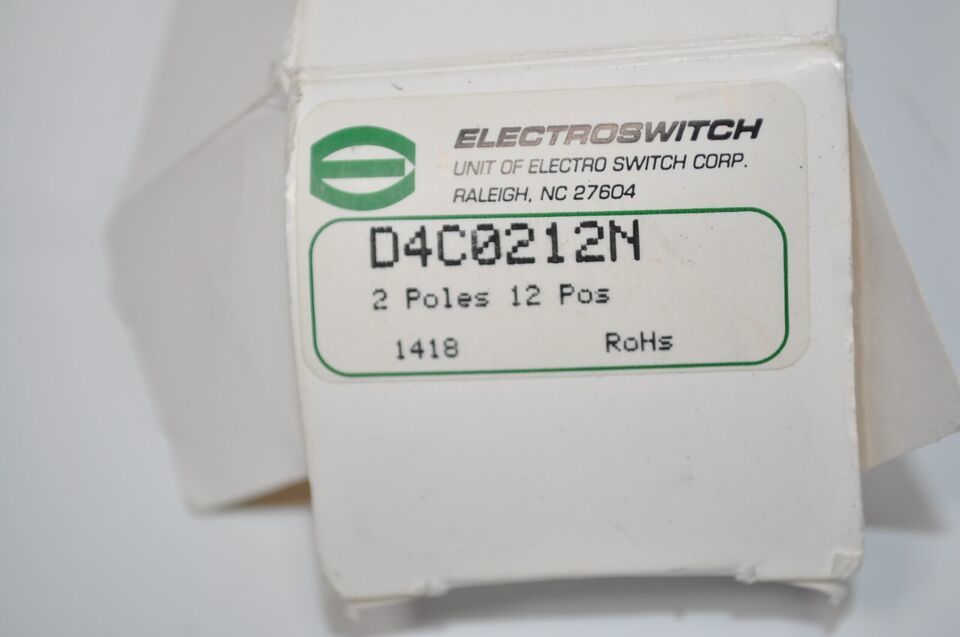 ELECTROSWITCH
UNIT OF ELECTRO SWITCH CORP.
RALEIGH, NC 27604
D4C0212N
2 Poles 12 Pos
1418 RoHs